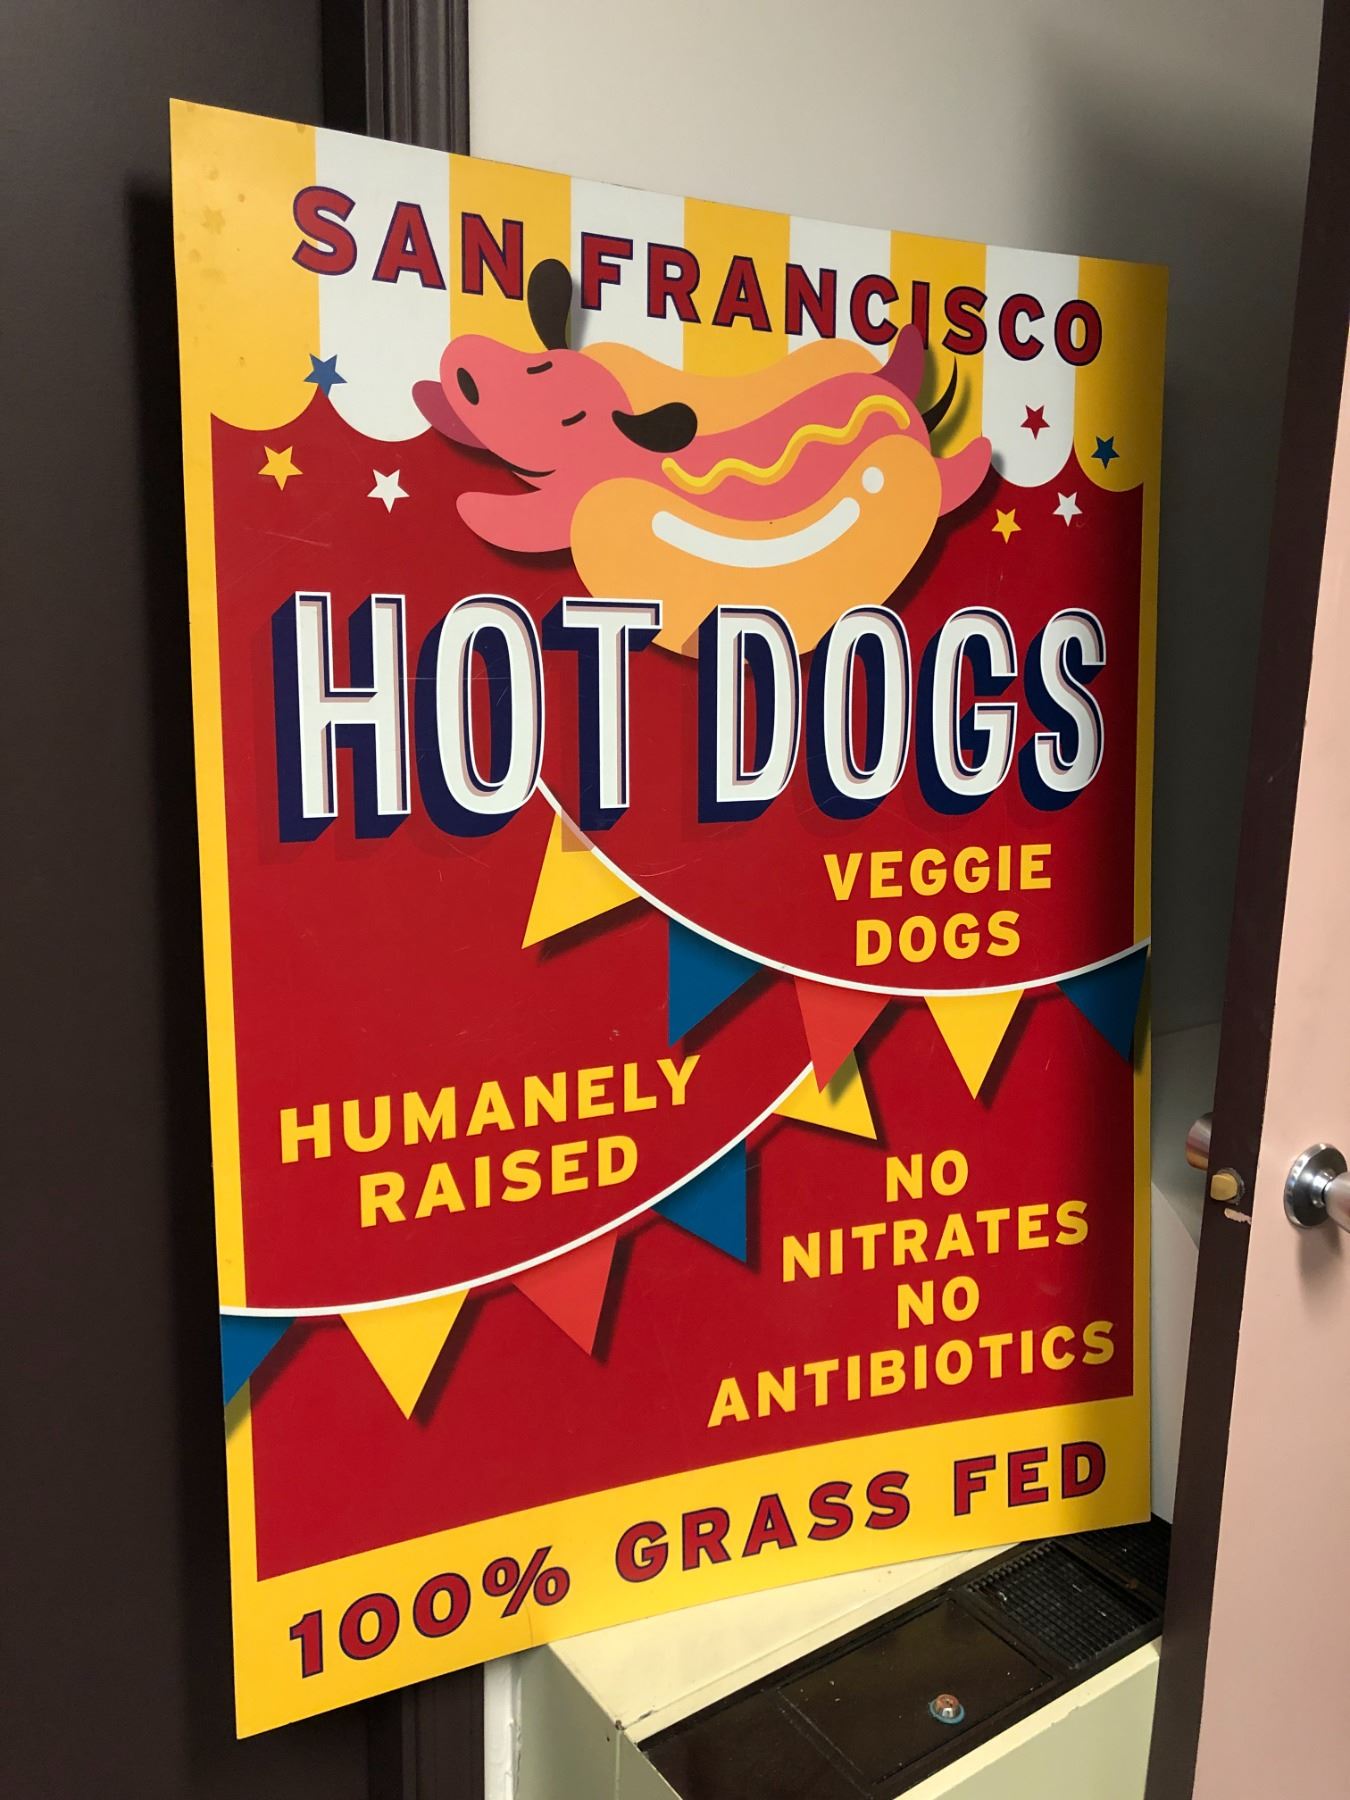 SAN FRANCISCO
HOT DOGS
VEGGIE
DOGS
HUMANELY
RAISED
NO
NITRATES
NO
ANTIBIOTICS
100% GRASS FED